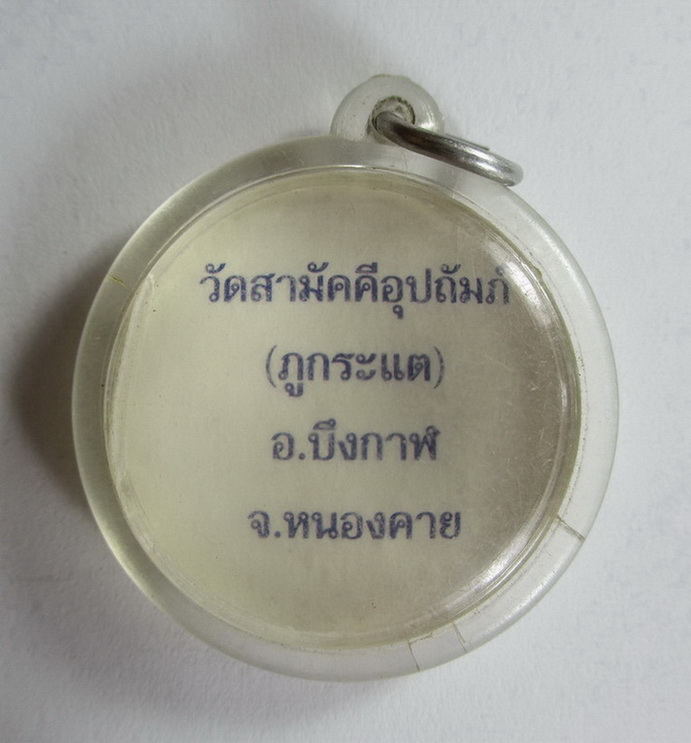 วัดสามัคคีอุปถัมภ์
(ภูกระแต)
อ.บึงกาฬ
จ.หนองคาย